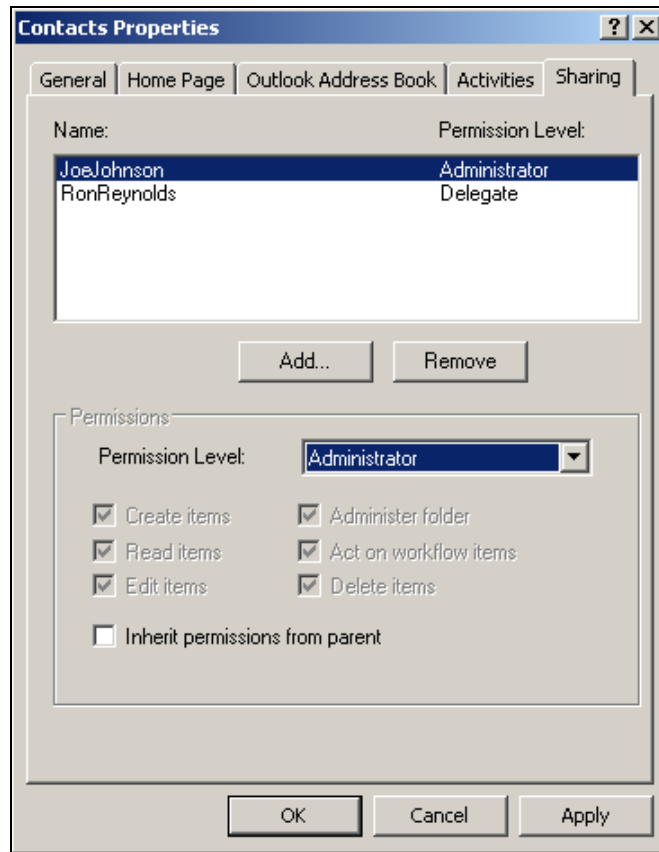 Contacts Properties
General Home Page Outlook Address Book Activities Sharing
Name: Permission Level:
JoeJohnson Administrator
RonReynolds Delegate
Add... Remove
Permissions
Permission Level: Administrator
Create items Administer folder
Read items Act on workflow items
Edit items Delete items
Inherit permissions from parent
OK Cancel Apply